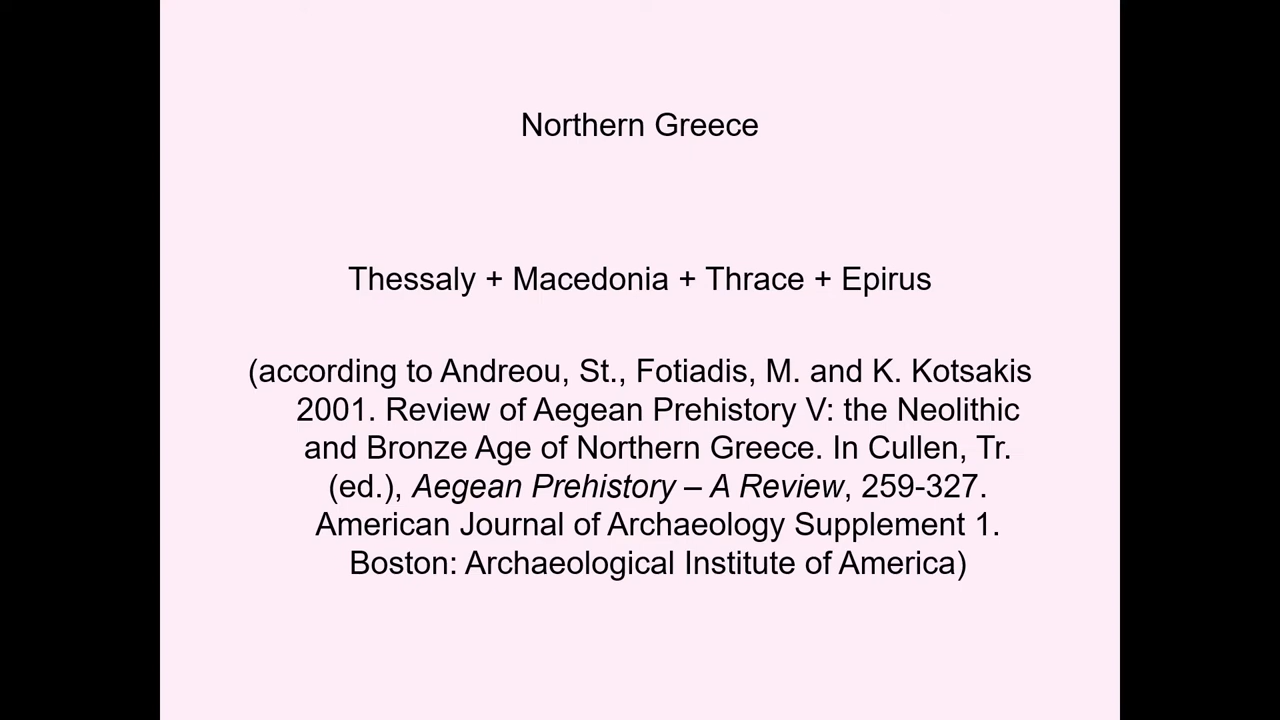 Northern Greece
Thessaly + Macedonia + Thrace + Epirus
(according to Andreou, St., Fotiadis, M. and K. Kotsakis
2001. Review of Aegean Prehistory V: the Neolithic
and Bronze Age of Northern Greece. In Cullen, Tr.
(ed.), Aegean Prehistory – A Review, 259-327.
American Journal of Archaeology Supplement 1.
Boston: Archaeological Institute of America)